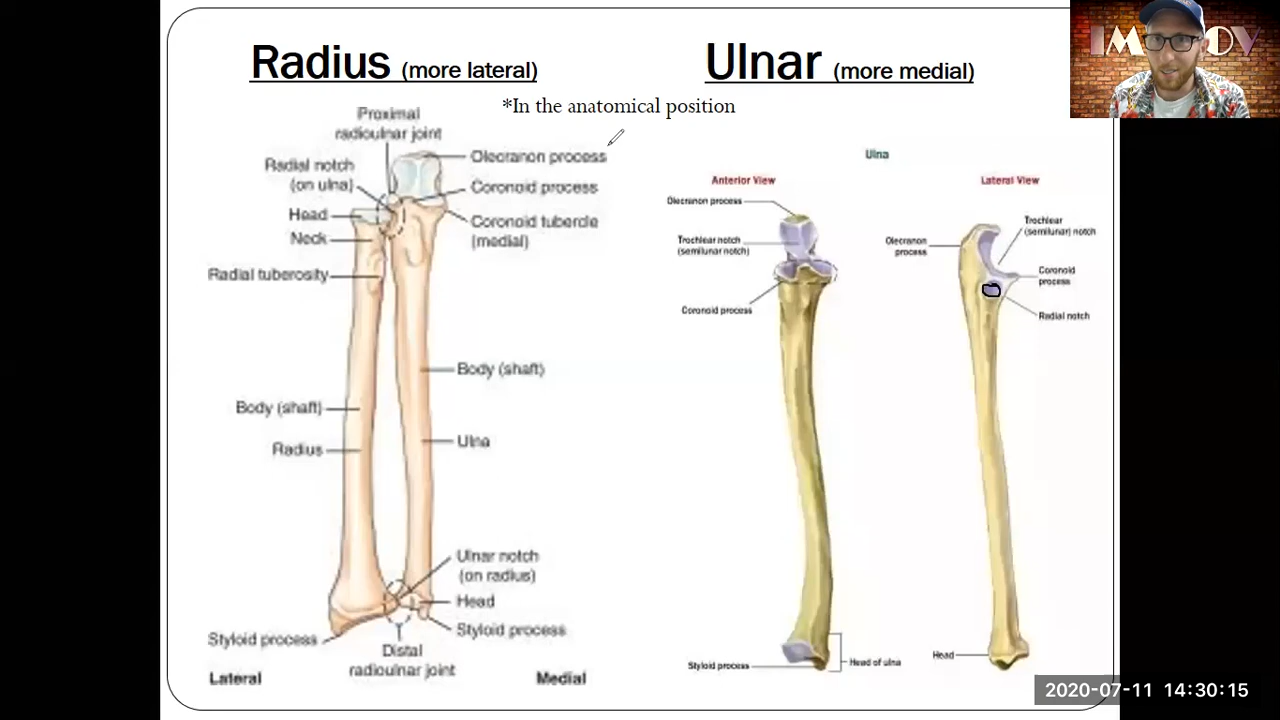 Radius (more lateral)
Ulnar (more medial)
*In the anatomical position
Proximal
radioulnar joint
Radial notch
(on ulna)
Head
Neck
Radial tuberosity
Body (shaft)
Radius
Styloid process
Lateral
Olecranon process
Coronoid process
Coronoid tubercle
(medial)
Body (shaft)
Ulna
Ulnar notch
(on radius)
Head
Styloid process
Distal
radioulnar joint
Medial
Ulna
Anterior View
Olecranon process
Trochlear notch
(semilunar notch)
Coronoid process
Styloid process
Head of ulna
Lateral View
Olecranon
process
Trochlear
(semilunar) notch
Coronoid
process
Radial notch
Head
2020-07-11 14:30:15